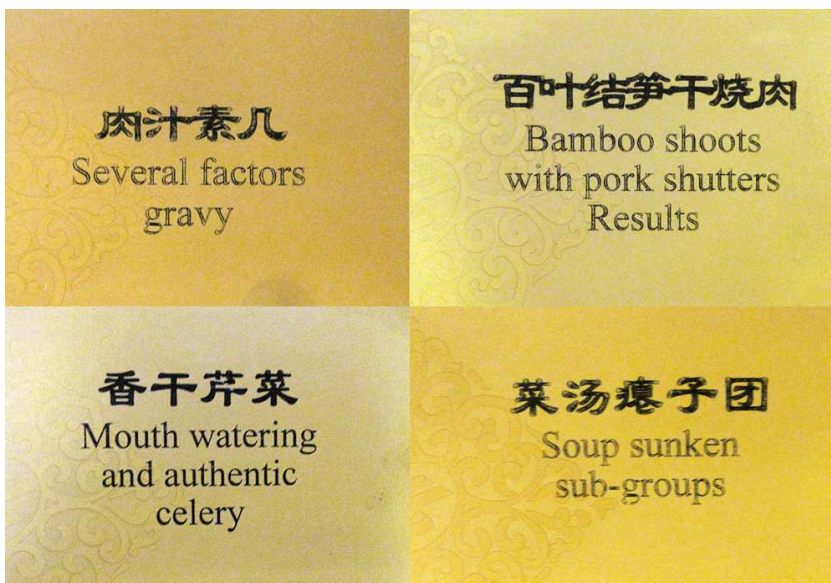 肉汁素几
Several factors
gravy
百叶结笋干烧肉
Bamboo shoots
with pork shutters
Results
香干芹菜
Mouth watering
and authentic
celery
菜汤瘪子团
Soup sunken
sub-groups